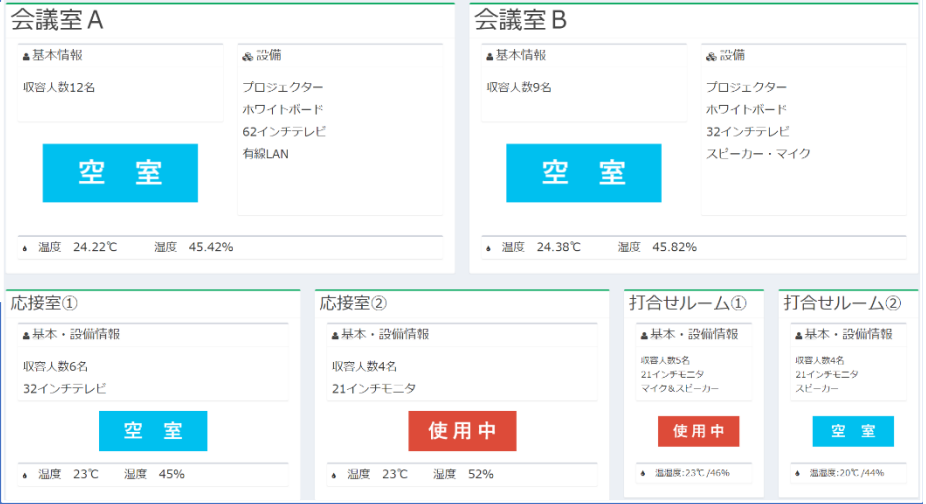 会議室A
基本情報
収容人数12名
空 室
設備
プロジェクター
ホワイトボード
62インチテレビ
有線LAN
温度 24.22℃ 湿度 45.42%
会議室B
基本情報
収容人数9名
空 室
設備
プロジェクター
ホワイトボード
32インチテレビ
スピーカー・マイク
温度 24.38℃ 湿度 45.82%
応接室①
基本・設備情報
収容人数6名
32インチテレビ
空 室
温度 23℃ 湿度 45%
応接室②
基本・設備情報
収容人数4名
21インチモニタ
使用中
温度 23℃ 湿度 52%
打合せルーム①
基本・設備情報
収容人数5名
21インチモニタ
マイク&スピーカー
使用中
温湿度:23℃/46%
打合せルーム②
基本・設備情報
収容人数4名
21インチモニタ
スピーカー
空 室
温湿度:20℃/44%